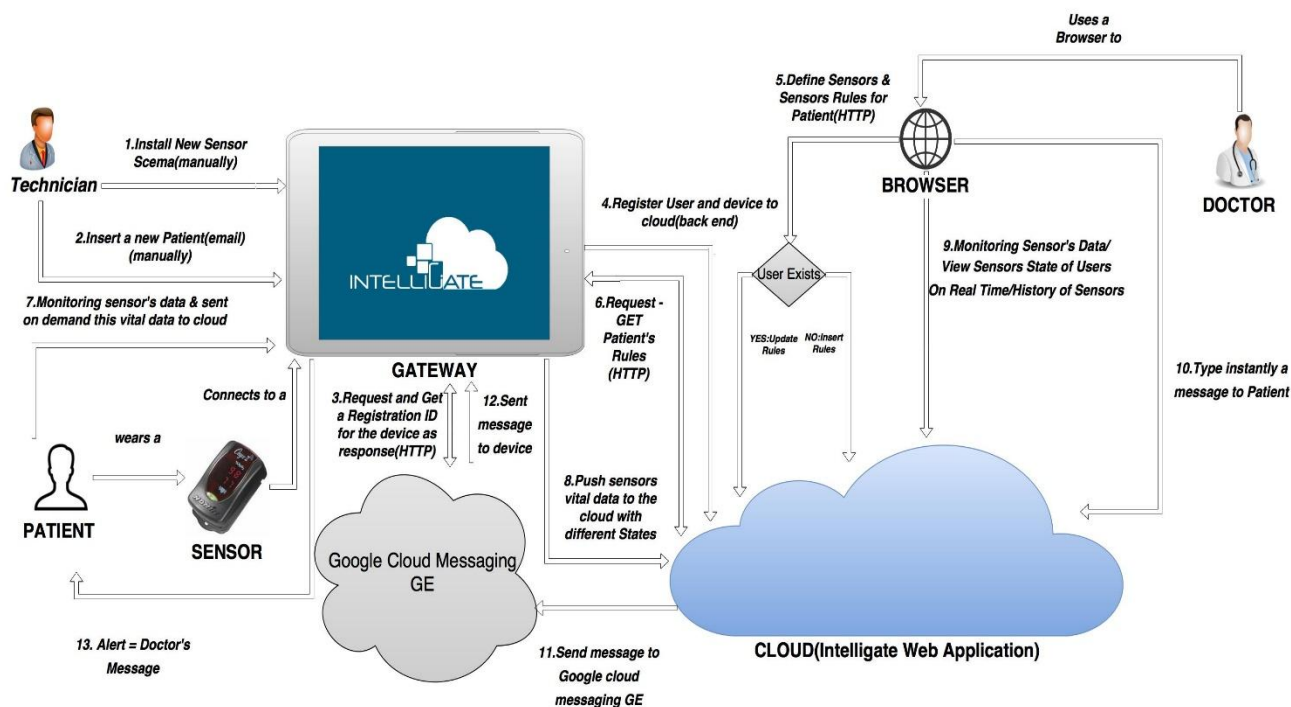 Uses a
Browser to
5.Define Sensors &
Sensors Rules for
Patient(HTTP)
1.Install New Sensor
Scema(manually)
Technician
BROWSER
DOCTOR
4.Register User and device to
cloud(back end)
2.Insert a new Patient(email)
(manually)
INTELLIGATE
User Exists
9.Monitoring Sensor's Data/
View Sensors State of Users
On Real Time/History of Sensors
7.Monitoring sensor's data & sent
on demand this vital data to cloud
6.Request -
GET
Patient's
Rules
(HTTP)
YES:Update
Rules
NO:Insert
Rules
GATEWAY
10.Type instantly a
message to Patient
Connects to a
3.Request and Get
a Registration ID
for the device as
response(HTTP)
12.Sent
message
to device
wears a
8.Push sensors
vital data to the
cloud with
different States
PATIENT
SENSOR
Google Cloud Messaging
GE
13. Alert = Doctor's
Message
CLOUD(Intelligate Web Application)
11.Send message to
Google cloud
messaging GE